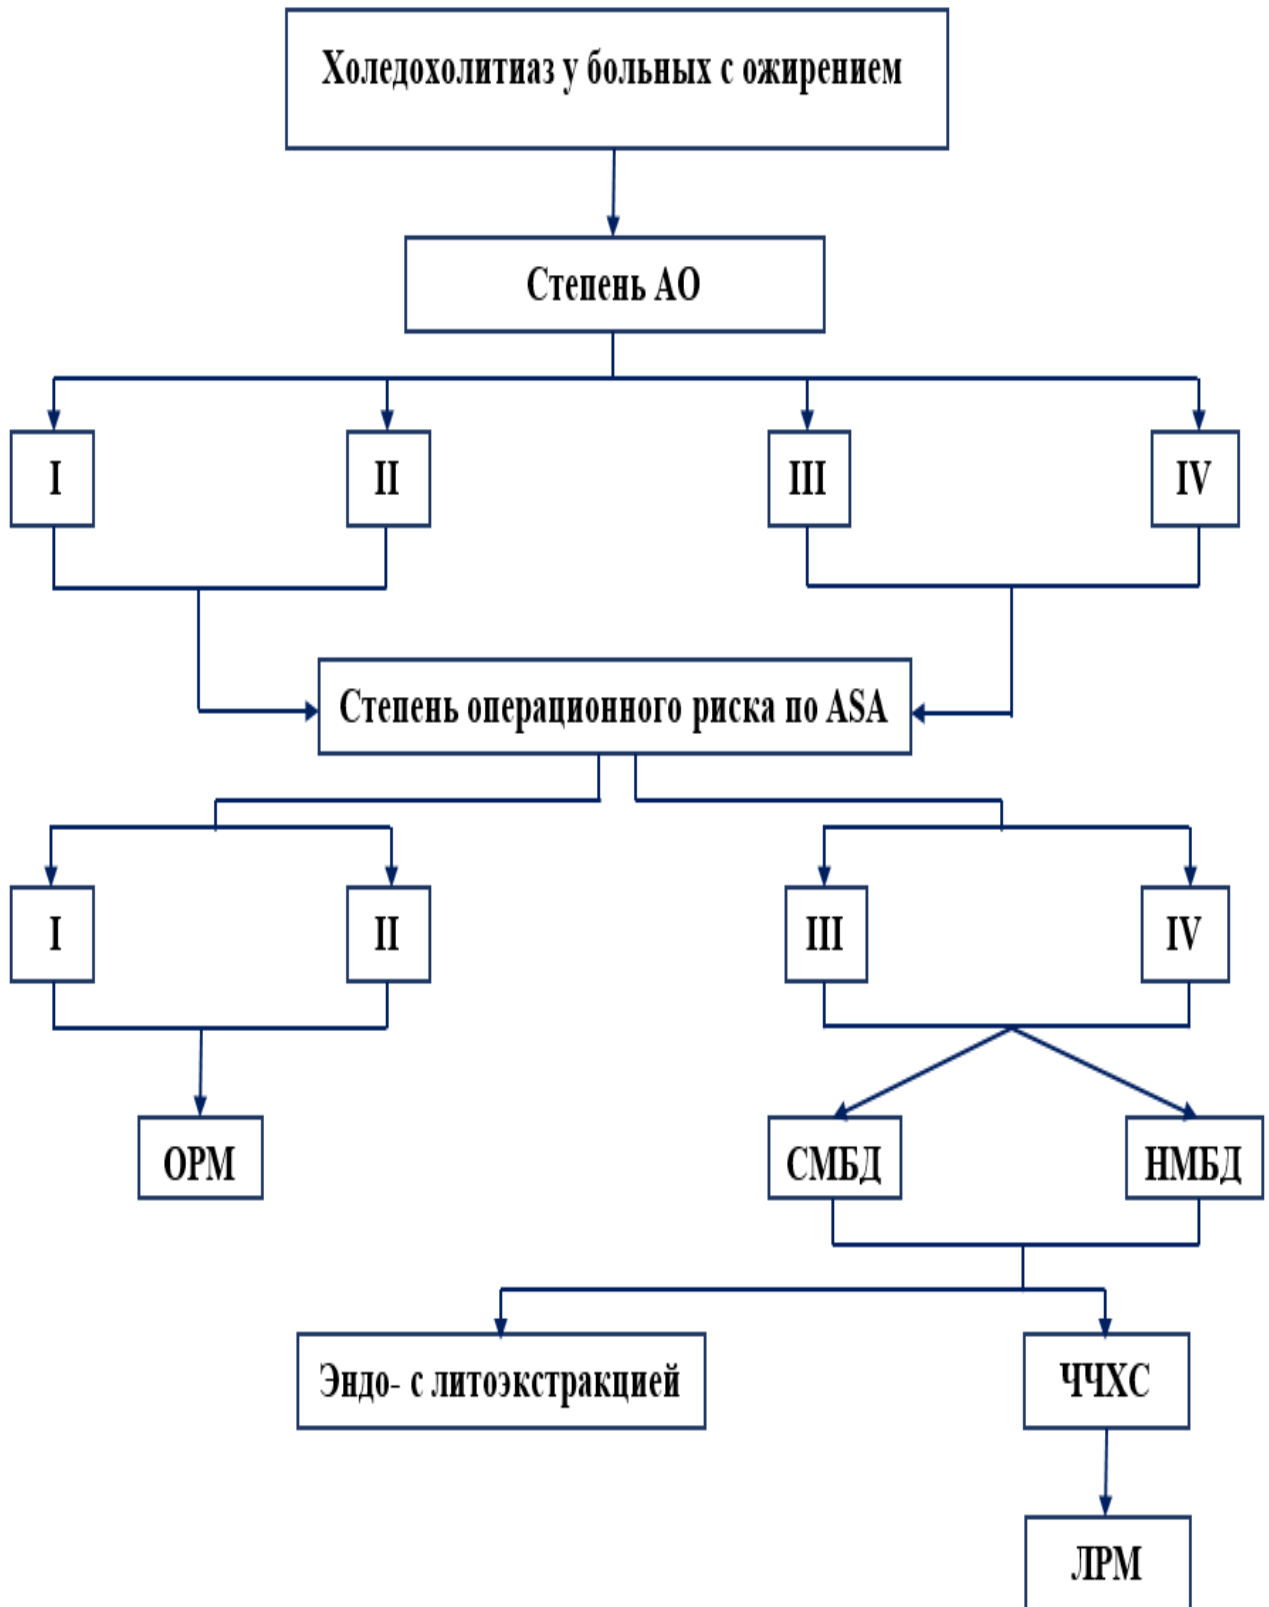 Холедохолитиаз у больных с ожирением
Степень АО
I
II
III
IV
Степень операционного риска по ASA
I
II
III
IV
ОРМ
СМБД
НМБД
Эндо- с литоэкстракцией
ЧЧХС
ЛРМ